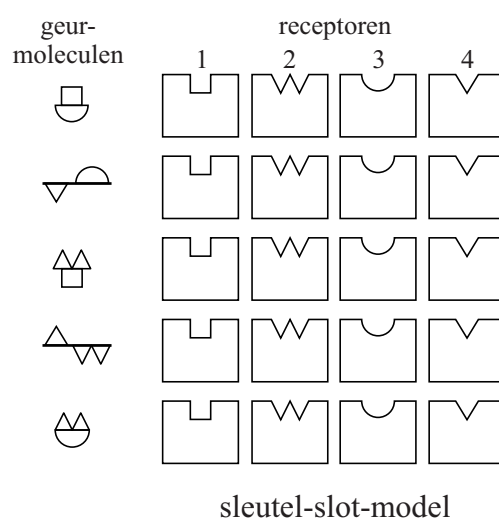 geur-
moleculen
receptoren
1 2 3 4
sleutel-slot-model